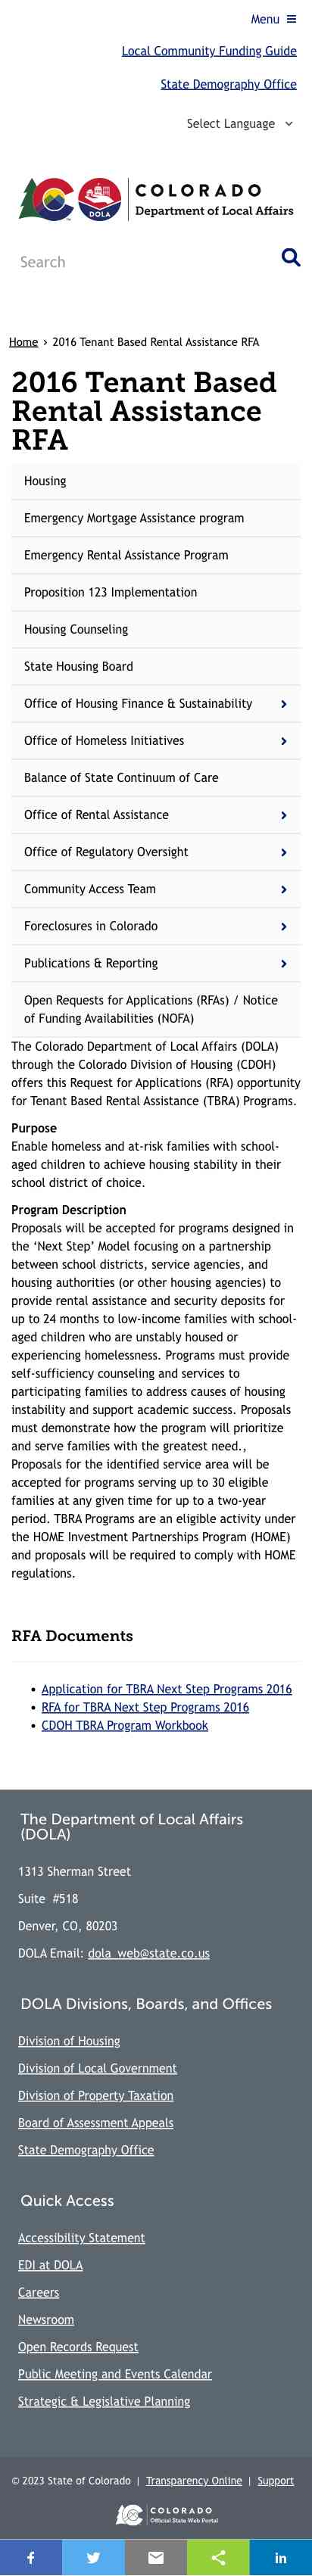 Menu
Local Community Funding Guide
State Demography Office
Select Language
DOLA
COLORADO
Department of Local Affairs
Search
Home › 2016 Tenant Based Rental Assistance RFA
2016 Tenant Based
Rental Assistance
RFA
Housing
Emergency Mortgage Assistance program
Emergency Rental Assistance Program
Proposition 123 Implementation
Housing Counseling
State Housing Board
Office of Housing Finance & Sustainability
Office of Homeless Initiatives
Balance of State Continuum of Care
Office of Rental Assistance
Office of Regulatory Oversight
Community Access Team
Foreclosures in Colorado
Publications & Reporting
Open Requests for Applications (RFAs) / Notice
of Funding Availabilities (NOFA)
The Colorado Department of Local Affairs (DOLA)
through the Colorado Division of Housing (CDOH)
offers this Request for Applications (RFA) opportunity
for Tenant Based Rental Assistance (TBRA) Programs.
Purpose
Enable homeless and at-risk families with school-
aged children to achieve housing stability in their
school district of choice.
Program Description
Proposals will be accepted for programs designed in
the ‘Next Step’ Model focusing on a partnership
between school districts, service agencies, and
housing authorities (or other housing agencies) to
provide rental assistance and security deposits for
up to 24 months to low-income families with school-
aged children who are unstably housed or
experiencing homelessness. Programs must provide
self-sufficiency counseling and services to
participating families to address causes of housing
instability and support academic success. Proposals
must demonstrate how the program will prioritize
and serve families with the greatest need.,
Proposals for the identified service area will be
accepted for programs serving up to 30 eligible
families at any given time for up to a two-year
period. TBRA Programs are an eligible activity under
the HOME Investment Partnerships Program (HOME)
and proposals will be required to comply with HOME
regulations.
RFA Documents
• Application for TBRA Next Step Programs 2016
• RFA for TBRA Next Step Programs 2016
• CDOH TBRA Program Workbook
The Department of Local Affairs
(DOLA)
1313 Sherman Street
Suite #518
Denver, CO, 80203
DOLA Email: dola_web@state.co.us
DOLA Divisions, Boards, and Offices
Division of Housing
Division of Local Government
Division of Property Taxation
Board of Assessment Appeals
State Demography Office
Quick Access
Accessibility Statement
EDI at DOLA
Careers
Newsroom
Open Records Request
Public Meeting and Events Calendar
Strategic & Legislative Planning
© 2023 State of Colorado | Transparency Online | Support
COLORADO
Official State Web Portal